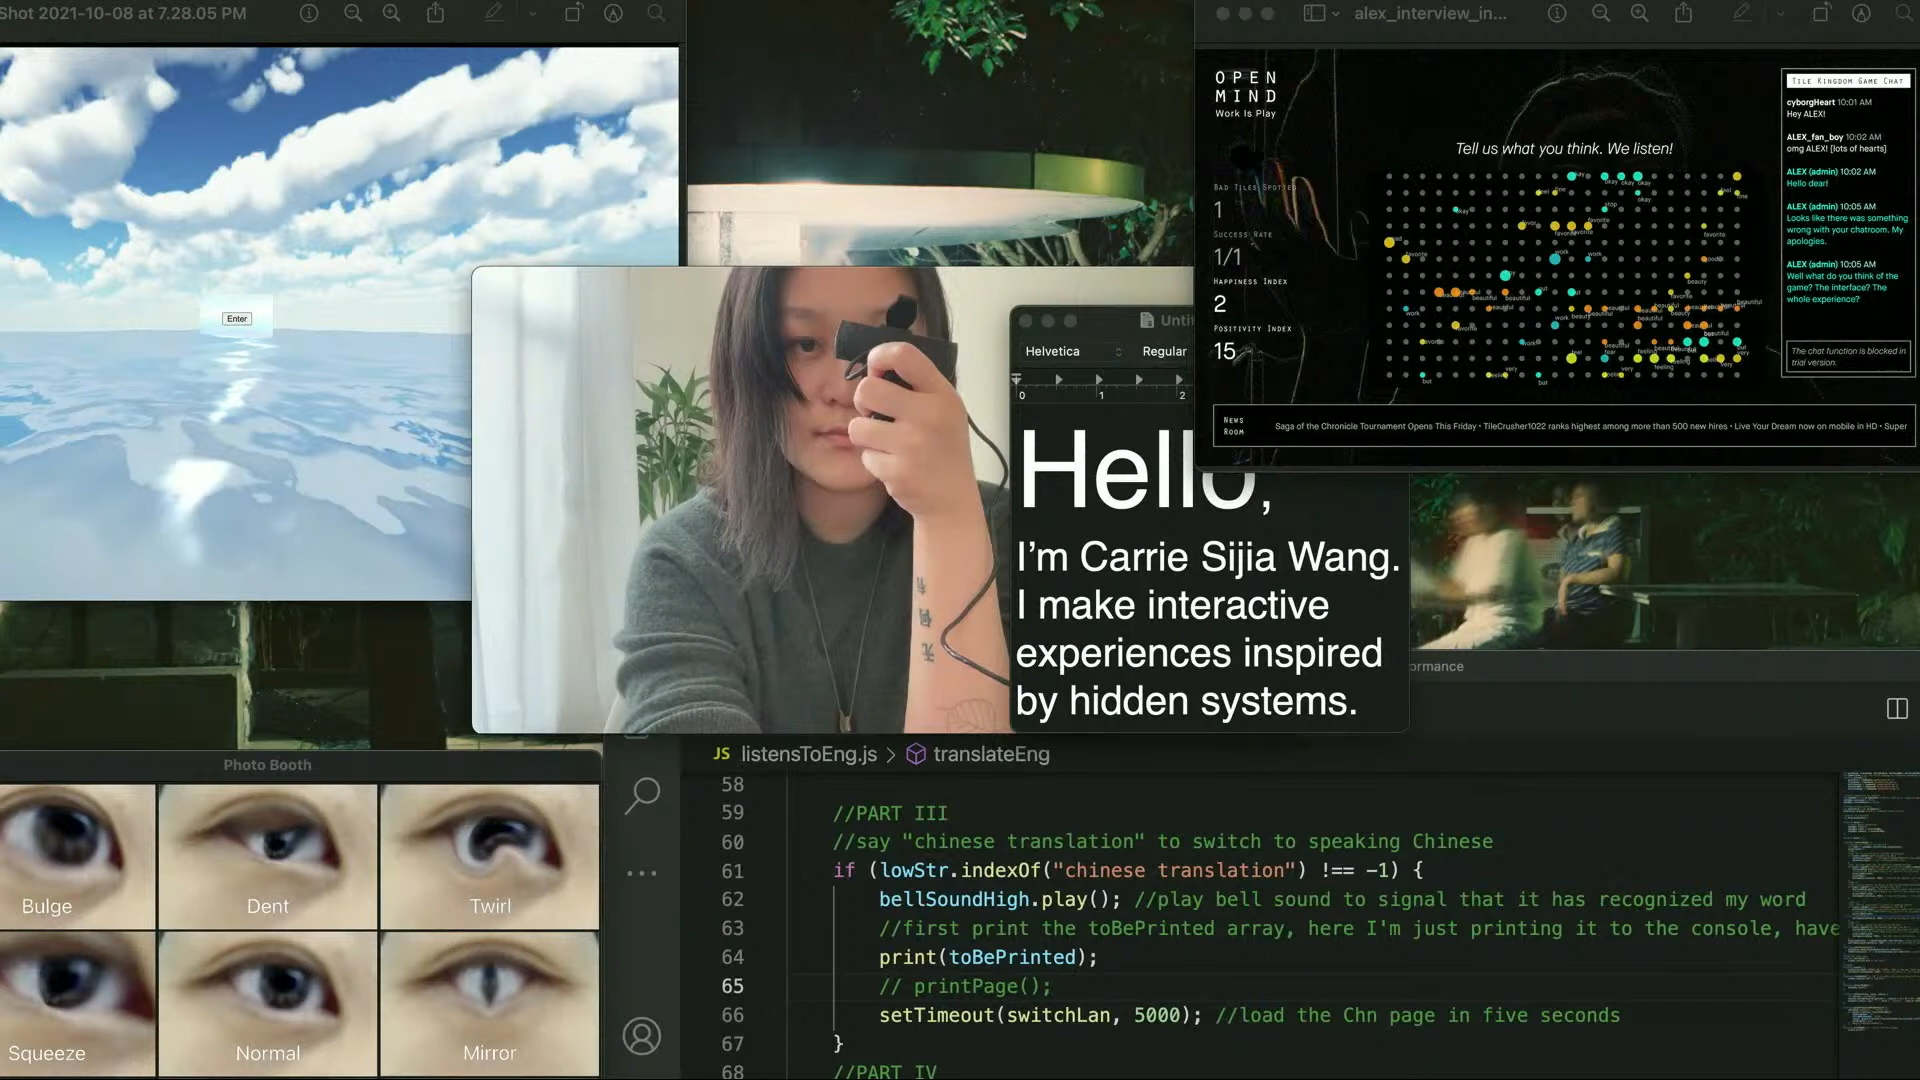 Shot 2021-10-08 at 7.28.05 PM
Enter
alex_interview_in...
OPEN
MIND
Work Is Play
Tell us what you think. We listen!
BAD TILES SPOTTED
1
SUCCESS RATE
1/1
HAPPINESS INDEX
2
POSITIVITY INDEX
15
TILE KINGDOM GAME CHAT
cyborgHeart 10:01 AM
Hey ALEX!
ALEX_fan_boy 10:02 AM
omg ALEX! [lots of hearts]
ALEX (admin) 10:02 AM
Hello dear!
ALEX (admin) 10:05 AM
Looks like there was something
wrong with your chatroom. My
apologies.
ALEX (admin) 10:05 AM
Well what do you think of the
game? The interface? The
whole experience?
The chat function is blocked in
trial version.
NEWS
ROOM
Saga of the Chronicle Tournament Opens This Friday • TileCrusher1022 ranks highest among more than 500 new hires • Live Your Dream now on mobile in HD • Super
Untit
Helvetica
Regular
0 1 2
Hello,
I'm Carrie Sijia Wang.
I make interactive
experiences inspired
by hidden systems.
ormance
Photo Booth
Bulge
Dent
Twirl
Squeeze
Normal
Mirror
JS listensToEng.js > translateEng
58
59 //PART III
60 //say "chinese translation" to switch to speaking Chinese
61 if (lowStr.indexOf("chinese translation") !== -1) {
62 bellSoundHigh.play(); //play bell sound to signal that it has recognized my word
63 //first print the toBePrinted array, here I'm just printing it to the console, have
64 print(toBePrinted);
65 // printPage();
66 setTimeout(switchLan, 5000); //load the Chn page in five seconds
67 }
68 //PART IV